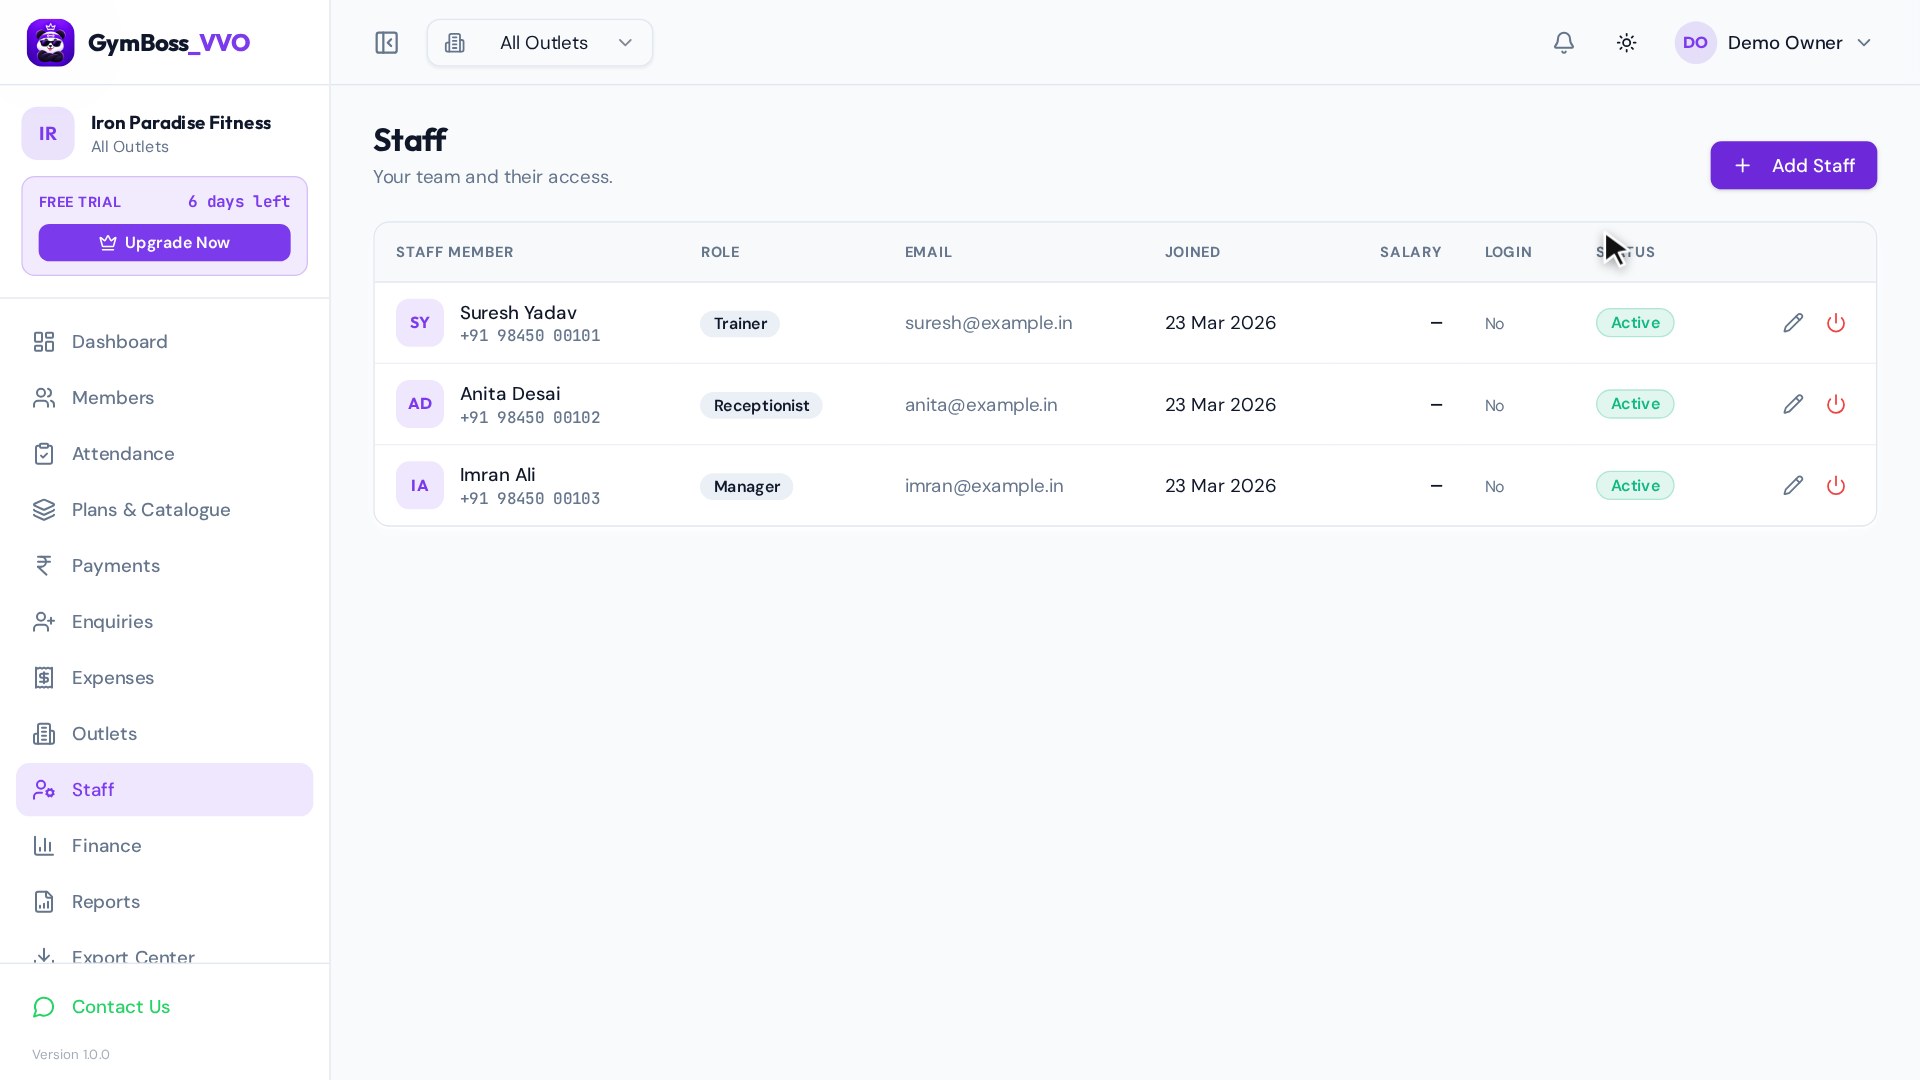 GymBoss_VVO
All Outlets
DO
Demo Owner
IR
Iron Paradise Fitness
All Outlets
FREE TRIAL
6 days left
Upgrade Now
Dashboard
Members
Attendance
Plans & Catalogue
Payments
Enquiries
Expenses
Outlets
Staff
Finance
Reports
Export Center
Contact Us
Version 1.0.0
Staff
Your team and their access.
+ Add Staff
STAFF MEMBER ROLE EMAIL JOINED SALARY LOGIN
SY Suresh Yadav
+91 98450 00101
Trainer suresh@example.in 23 Mar 2026 – No Active
AD Anita Desai
+91 98450 00102
Receptionist anita@example.in 23 Mar 2026 – No Active
IA Imran Ali
+91 98450 00103
Manager imran@example.in 23 Mar 2026 – No Active